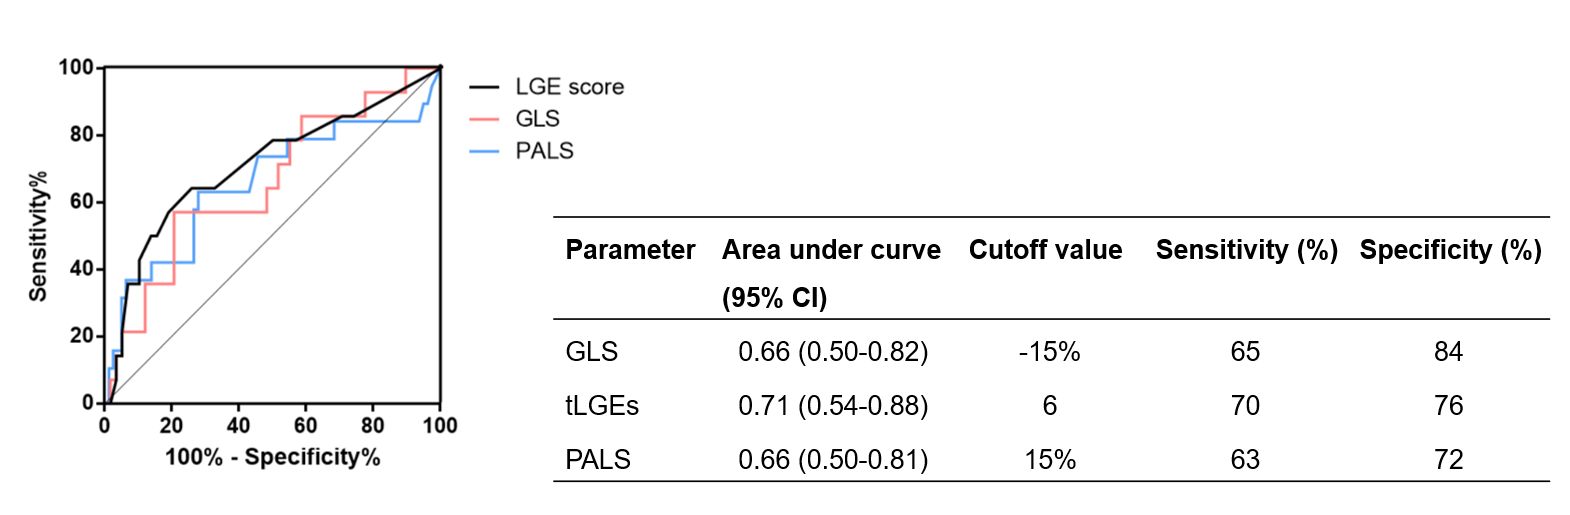 100
80
60
40
20
0
Sensitivity%
0 20 40 60 80 100
100% - Specificity%
LGE score
GLS
PALS
Parameter Area under curve Cutoff value Sensitivity (%) Specificity (%)
(95% CI)
GLS 0.66 (0.50-0.82) -15% 65 84
tLGEs 0.71 (0.54-0.88) 6 70 76
PALS 0.66 (0.50-0.81) 15% 63 72